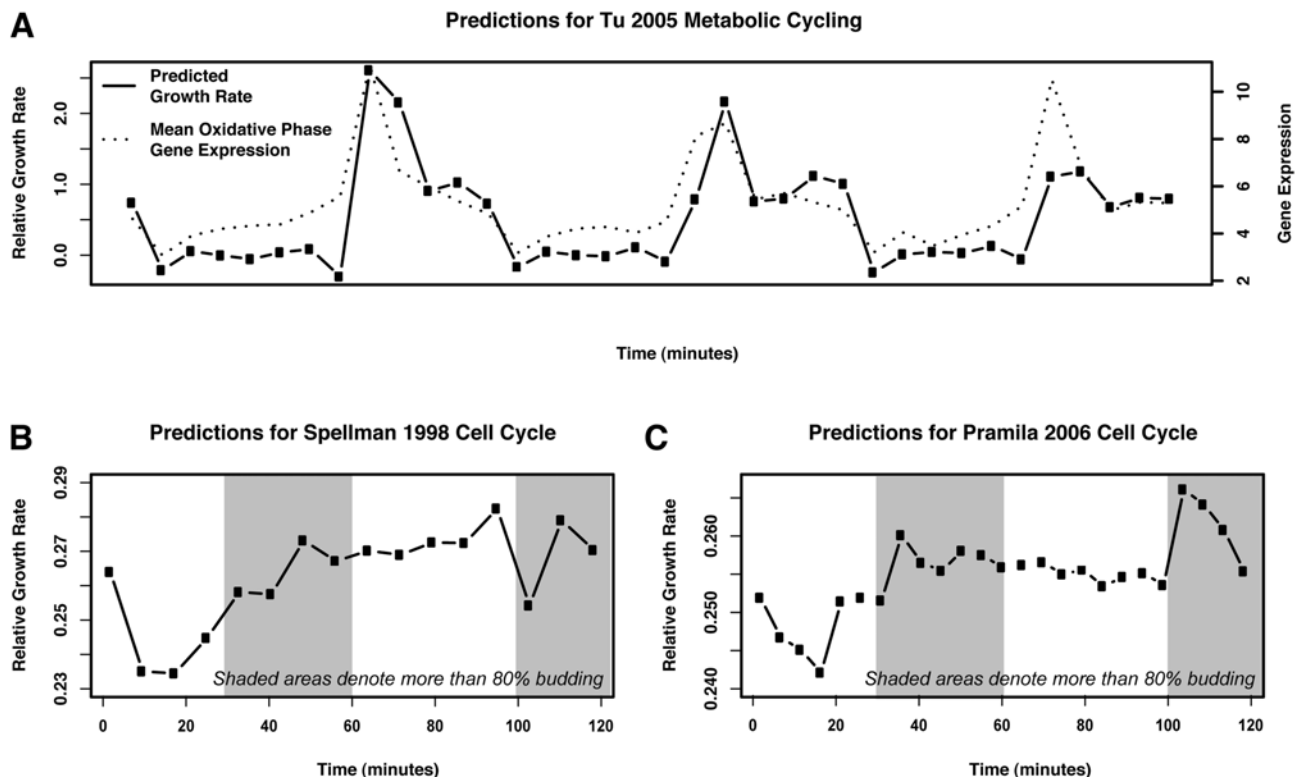 A
Predictions for Tu 2005 Metabolic Cycling
Relative Growth Rate
0.0 1.0 2.0
Predicted
Growth Rate
Mean Oxidative Phase
Gene Expression
2 4 6 8 10
Gene Expression
Time (minutes)
B
Predictions for Spellman 1998 Cell Cycle
Relative Growth Rate
0.23 0.25 0.27 0.29
Shaded areas denote more than 80% budding
0 20 40 60 80 100 120
Time (minutes)
C
Predictions for Pramila 2006 Cell Cycle
Relative Growth Rate
0.240 0.250 0.260
Shaded areas denote more than 80% budding
0 20 40 60 80 100 120
Time (minutes)